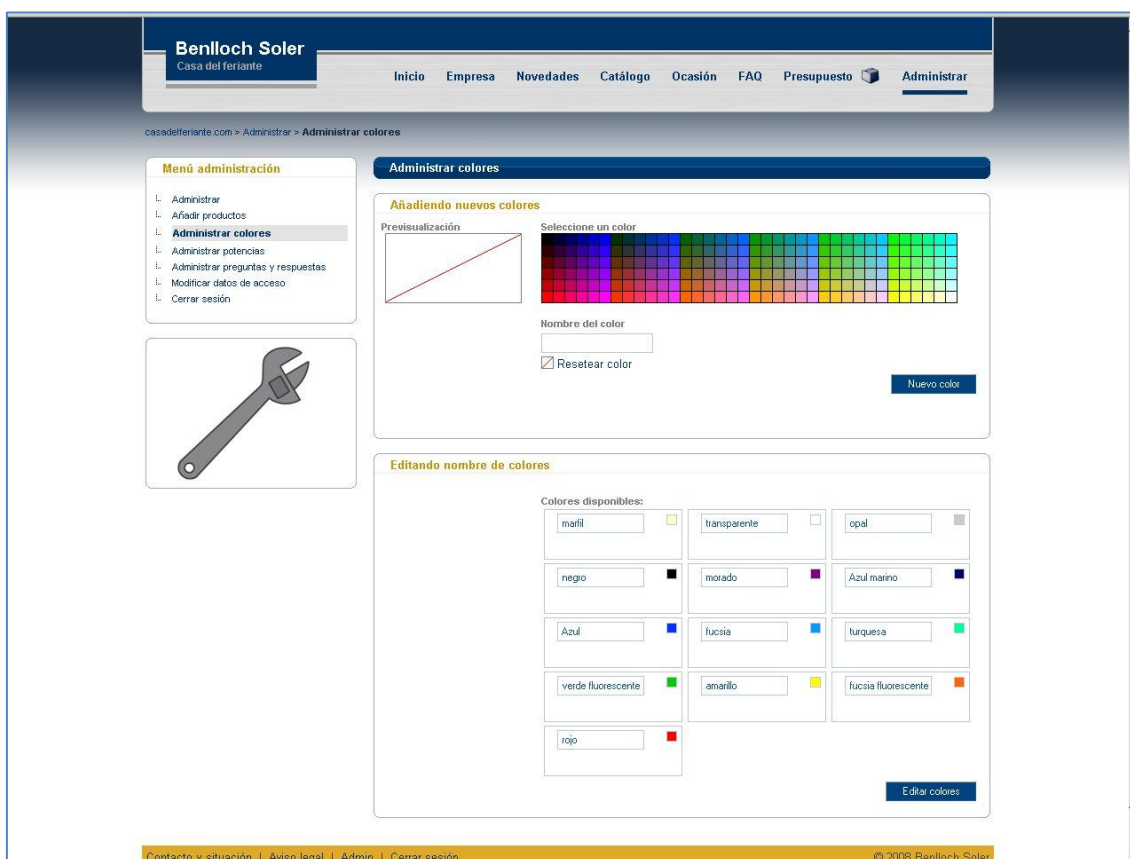 Benlloch Soler
Casa del feriante
Inicio Empresa Novedades Catálogo Ocasión FAQ Presupuesto Administrar
casadelferiante.com > Administrar > Administrar colores
Menú administración
Administrar
Añadir productos
Administrar colores
Administrar potencias
Administrar preguntas y respuestas
Modificar datos de acceso
Cerrar sesión
Administrar colores
Añadiendo nuevos colores
Previsualización Seleccione un color
Nombre del color
Resetear color
Nuevo color
Editando nombre de colores
Colores disponibles:
marfil transparente opal
negro morado Azul marino
Azul fucsia turquesa
verde fluorescente amarillo fucsia fluorescente
rojo
Editar colores
Contacto y situación | Aviso legal | Admin | Cerrar sesión © 2008 Benlloch Soler